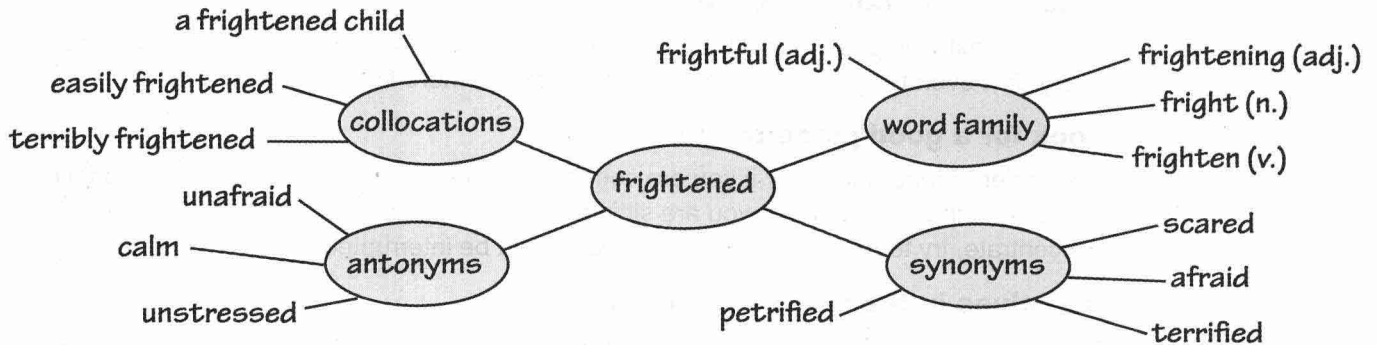 a frightened child
easily frightened
terribly frightened
collocations
frightful (adj.)
frightening (adj.)
fright (n.)
frighten (v.)
word family
frightened
unafraid
calm
unstressed
antonyms
synonyms
scared
afraid
terrified
petrified